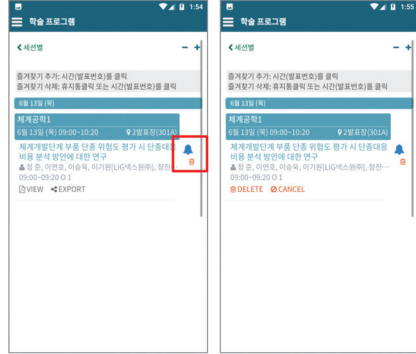 1:54
학술 프로그램
세션별
- +
즐겨찾기 추가: 시간(발표번호)를 클릭
즐겨찾기 삭제: 휴지통클릭 또는 시간(발표번호)를 클릭
6월 13일 (목)
체계공학1
6월 13일 (목) 09:00~10:20 2발표장(301A)
체계개발단계 부품 단종 위험도 평가 시 단종대응
비용 분석 방안에 대한 연구
정 준, 이연호, 이승욱, 이기원[LIG넥스원㈜], 장진…
09:00~09:20 O 1
VIEW EXPORT
1:55
학술 프로그램
세션별
- +
즐겨찾기 추가: 시간(발표번호)를 클릭
즐겨찾기 삭제: 휴지통클릭 또는 시간(발표번호)를 클릭
6월 13일 (목)
체계공학1
6월 13일 (목) 09:00~10:20 2발표장(301A)
체계개발단계 부품 단종 위험도 평가 시 단종대응
비용 분석 방안에 대한 연구
정 준, 이연호, 이승욱, 이기원[LIG넥스원㈜], 장진…
09:00~09:20 O 1
DELETE CANCEL